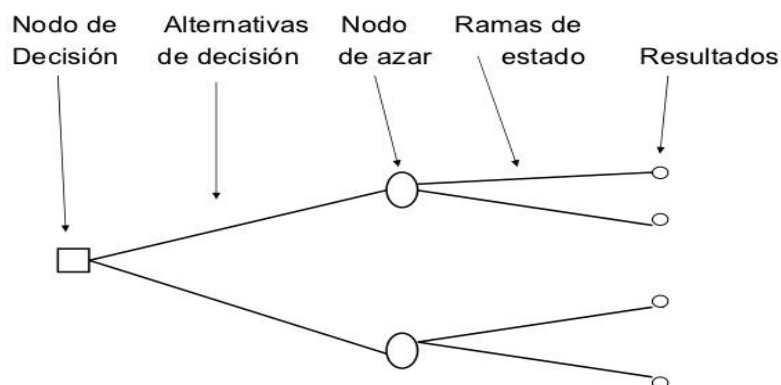 Nodo de Alternativas Nodo Ramas de
Decisión de decisión de azar estado Resultados